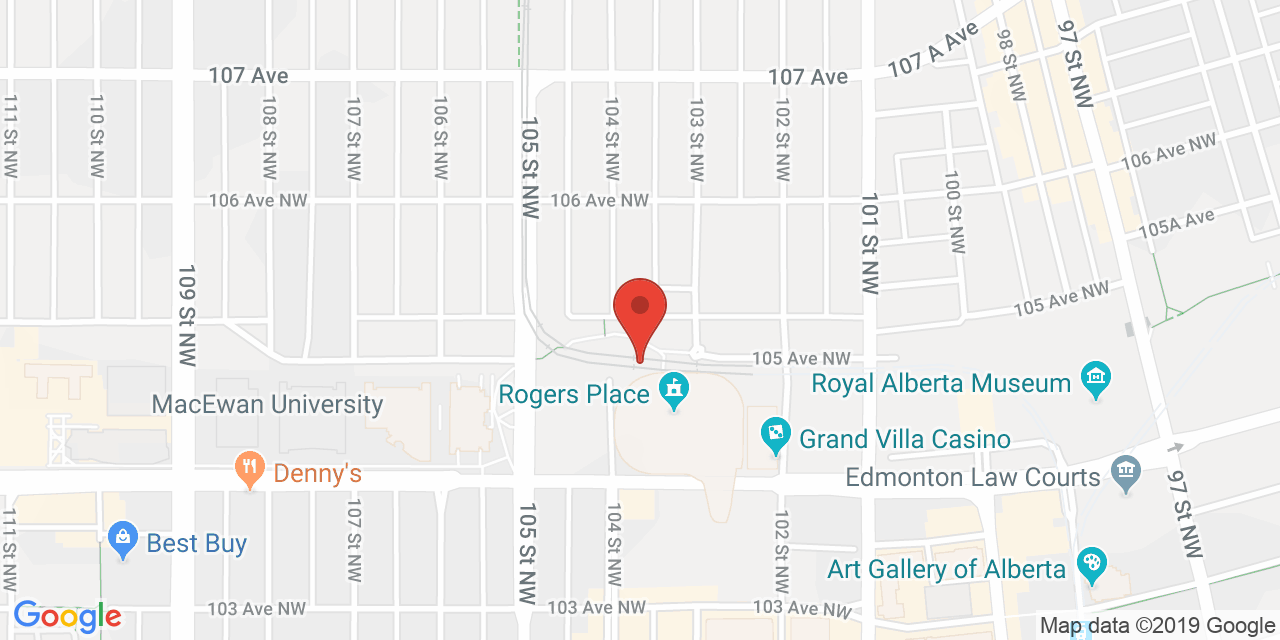 107 Ave
107 Ave
107 A Ave
98 St NW
97 St NW
111 St NW
110 St NW
108 St NW
107 St NW
106 St NW
105 St NW
104 St NW
103 St NW
102 St NW
106 Ave NW
106 Ave NW
106 Ave NW
100 St NW
101 St NW
105A Ave
109 St NW
105 Ave NW
105 Ave NW
Rogers Place
Royal Alberta Museum
MacEwan University
Grand Villa Casino
Denny's
Edmonton Law Courts
111 St NW
107 St NW
105 St NW
104 St NW
102 St NW
97 St NW
Best Buy
Art Gallery of Alberta
103 Ave NW
103 Ave NW
103 Ave NW
Google
Map data ©2019 Google